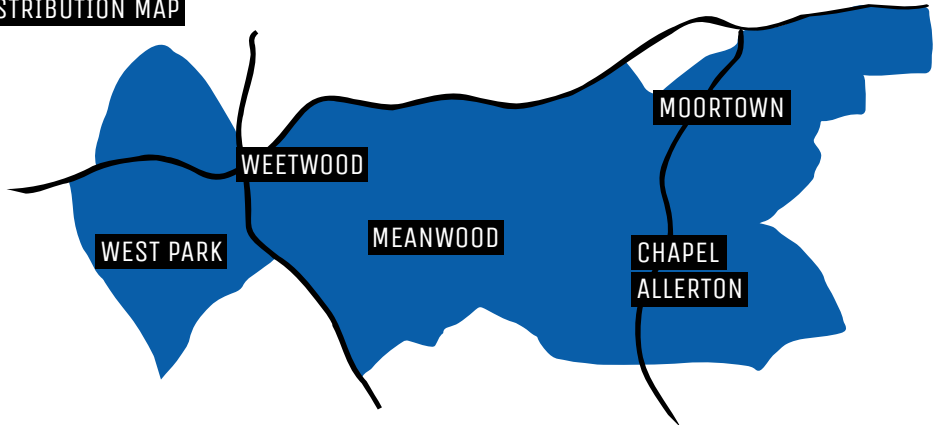 STRIBUTION MAP
MOORTOWN
WEETWOOD
MEANWOOD
WEST PARK
CHAPEL
ALLERTON